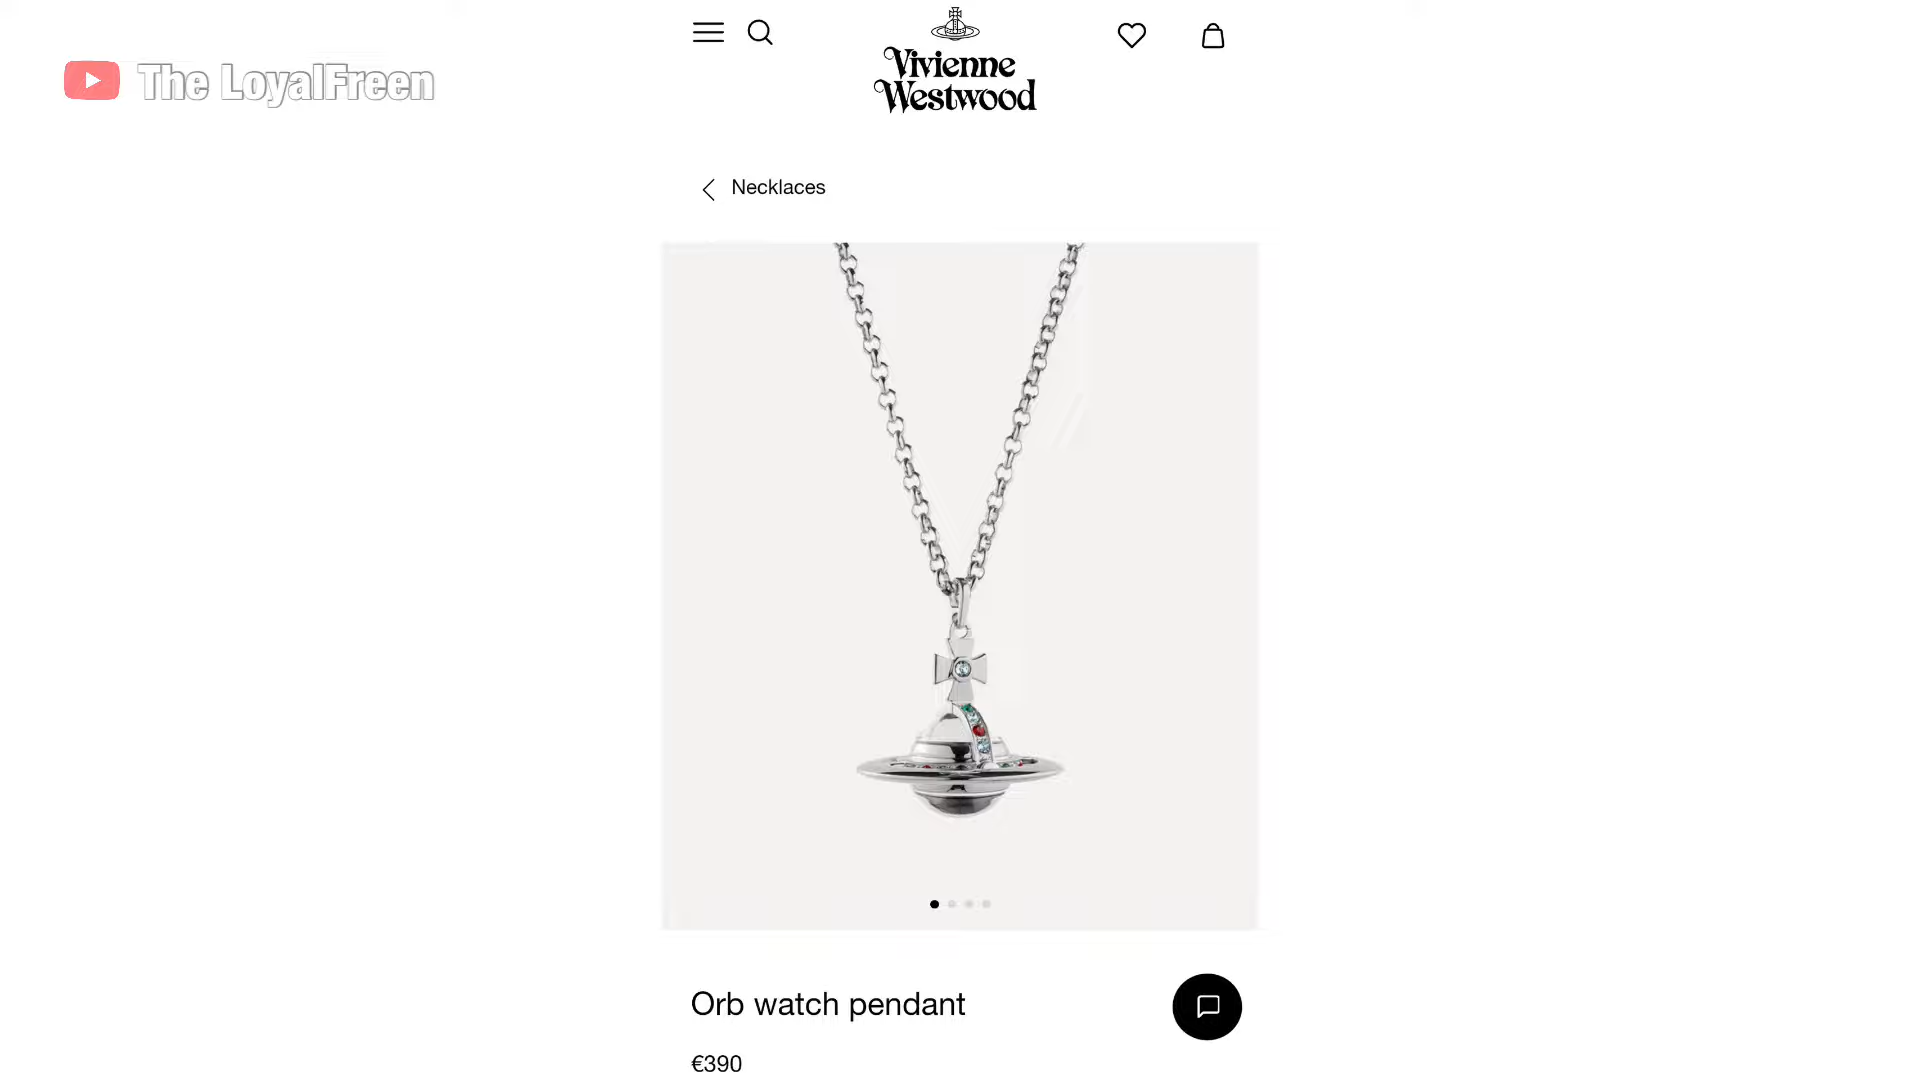 The LoyalFreen
Vivienne
Westwood
Necklaces
Orb watch pendant
€390